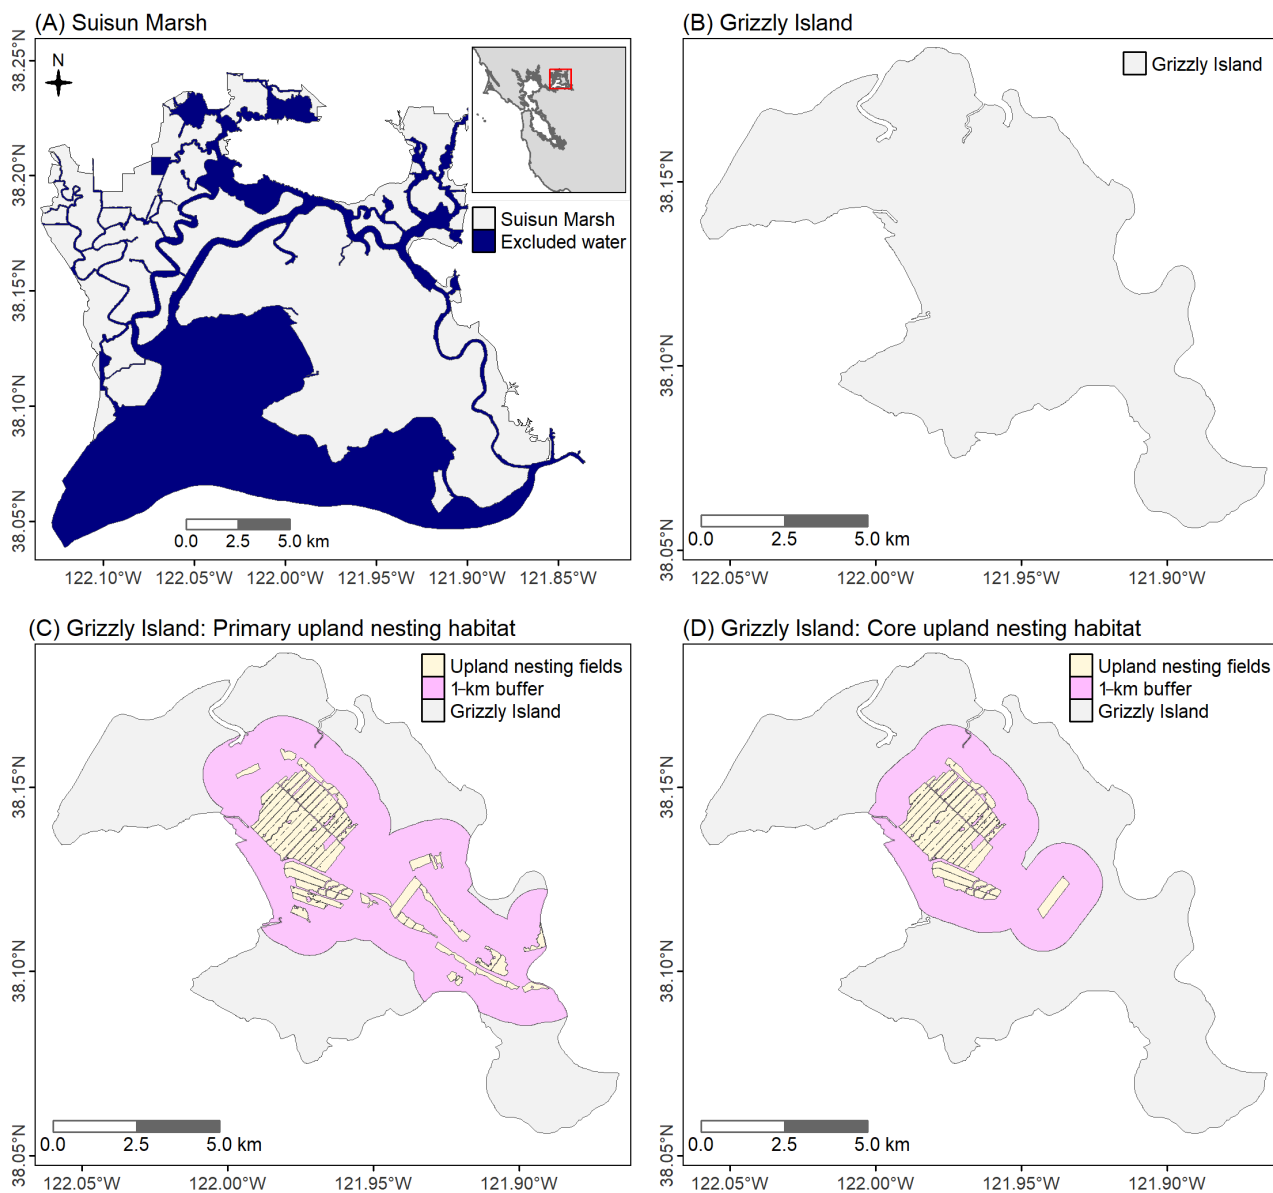 (A) Suisun Marsh
38.25°N
38.20°N
38.15°N
38.10°N
38.05°N
N
Suisun Marsh
Excluded water
0.0 2.5 5.0 km
122.10°W 122.05°W 122.00°W 121.95°W 121.90°W 121.85°W
(B) Grizzly Island
Grizzly Island
38.15°N
38.10°N
38.05°N
0.0 2.5 5.0 km
122.05°W 122.00°W 121.95°W 121.90°W
(C) Grizzly Island: Primary upland nesting habitat
Upland nesting fields
1–km buffer
Grizzly Island
38.15°N
38.10°N
38.05°N
0.0 2.5 5.0 km
122.05°W 122.00°W 121.95°W 121.90°W
(D) Grizzly Island: Core upland nesting habitat
Upland nesting fields
1–km buffer
Grizzly Island
38.15°N
38.10°N
38.05°N
0.0 2.5 5.0 km
122.05°W 122.00°W 121.95°W 121.90°W